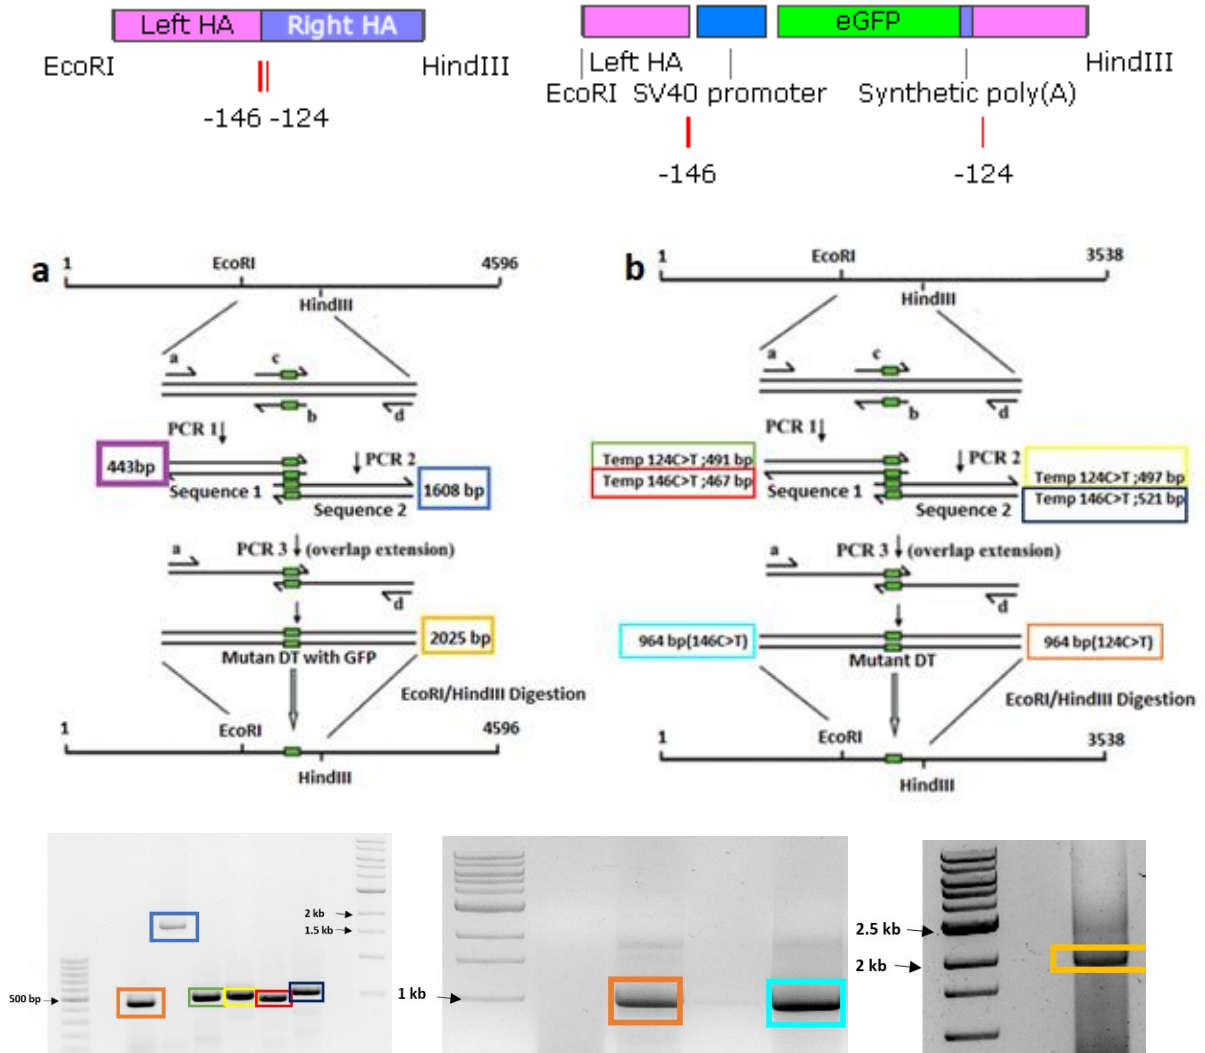 Left HA Right HA
EcoRI HindIII
-146 -124
eGFP
Left HA HindIII
EcoRI SV40 promoter Synthetic poly(A)
-146 -124
a
1 EcoRI 4596
HindIII
a c
b d
PCR 1
443bp
PCR 2
Sequence 1
1608 bp
Sequence 2
PCR 3 (overlap extension)
a
d
2025 bp
Mutan DT with GFP
EcoRI/HindIII Digestion
1 EcoRI 4596
HindIII
b
1 EcoRI 3538
HindIII
a c
b d
PCR 1
Temp 124C>T ;491 bp
Temp 146C>T ;467 bp
PCR 2
Sequence 1
Temp 124C>T ;497 bp
Temp 146C>T ;521 bp
Sequence 2
PCR 3 (overlap extension)
a
d
964 bp(146C>T)
964 bp(124C>T)
Mutant DT
EcoRI/HindIII Digestion
1 EcoRI 3538
HindIII
2 kb
1.5 kb
500 bp
1 kb
2.5 kb
2 kb